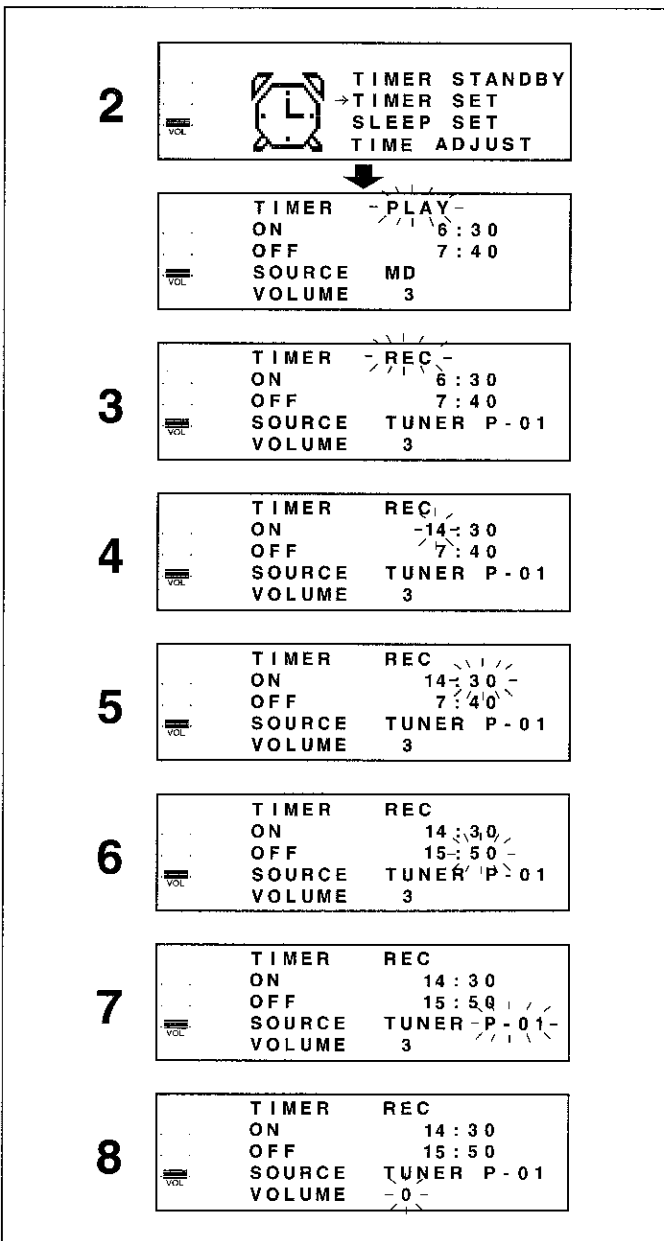 2
TIMER STANDBY
→TIMER SET
SLEEP SET
TIME ADJUST
VOL
TIMER PLAY
ON 6:30
OFF 7:40
SOURCE MD
VOLUME 3
VOL
3
TIMER REC
ON 6:30
OFF 7:40
SOURCE TUNER P-01
VOLUME 3
VOL
4
TIMER REC
ON 14:30
OFF 7:40
SOURCE TUNER P-01
VOLUME 3
VOL
5
TIMER REC
ON 14:30
OFF 7:40
SOURCE TUNER P-01
VOLUME 3
VOL
6
TIMER REC
ON 14:30
OFF 15:50
SOURCE TUNER P-01
VOLUME 3
VOL
7
TIMER REC
ON 14:30
OFF 15:50
SOURCE TUNER P-01
VOLUME 3
VOL
8
TIMER REC
ON 14:30
OFF 15:50
SOURCE TUNER P-01
VOLUME 0
VOL